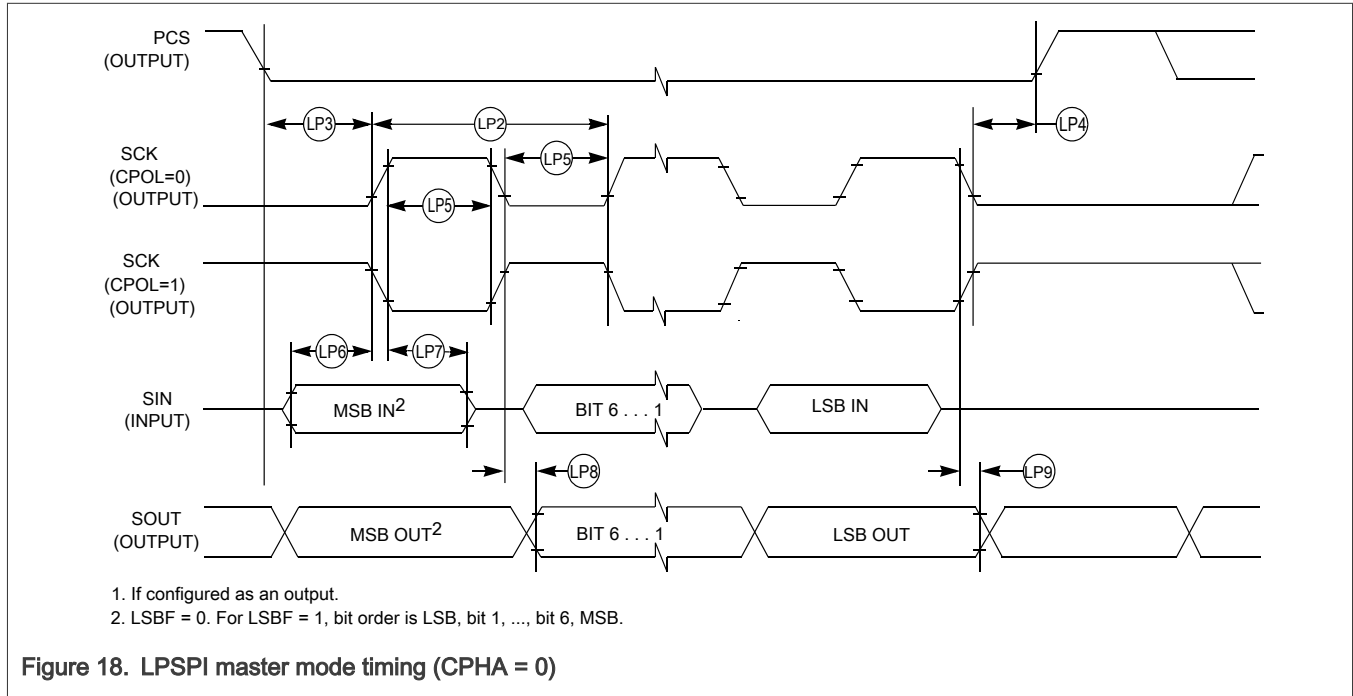 PCS
(OUTPUT)
LP3
LP2
LP4
SCK
(CPOL=0)
(OUTPUT)
LP5
LP5
SCK
(CPOL=1)
(OUTPUT)
LP6
LP7
SIN
(INPUT)
MSB IN2
BIT 6 . . . 1
LSB IN
LP8
LP9
SOUT
(OUTPUT)
MSB OUT2
BIT 6 . . . 1
LSB OUT
1. If configured as an output.
2. LSBF = 0. For LSBF = 1, bit order is LSB, bit 1, ..., bit 6, MSB.
Figure 18. LPSPI master mode timing (CPHA = 0)